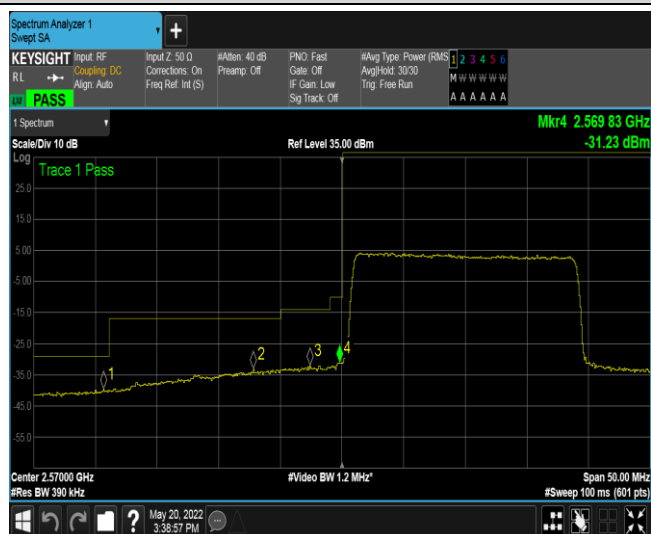 Spectrum Analyzer 1
Swept SA
+
KEYSIGHT Input: RF Input Z: 50 Ω #Atten: 40 dB PNO: Fast #Avg Type: Power (RMS 1 2 3 4 5 6
RL Coupling: DC Corrections: On Preamp: Off Gate: Off Avg|Hold: 30/30 M W W W W W
Align: Auto Freq Ref: Int (S) IF Gain: Low Trig: Free Run
Sig Track: Off A A A A A A
LXI PASS
1 Spectrum Mkr4 2.569 83 GHz
Scale/Div 10 dB Ref Level 35.00 dBm -31.23 dBm
Log
Trace 1 Pass
25.0
15.0
5.00
-5.00
-15.0
-25.0
-35.0
-45.0
-55.0
1
2
3
4
Center 2.57000 GHz #Video BW 1.2 MHz* Span 50.00 MHz
#Res BW 390 kHz #Sweep 100 ms (601 pts)
? May 20, 2022
3:38:57 PM